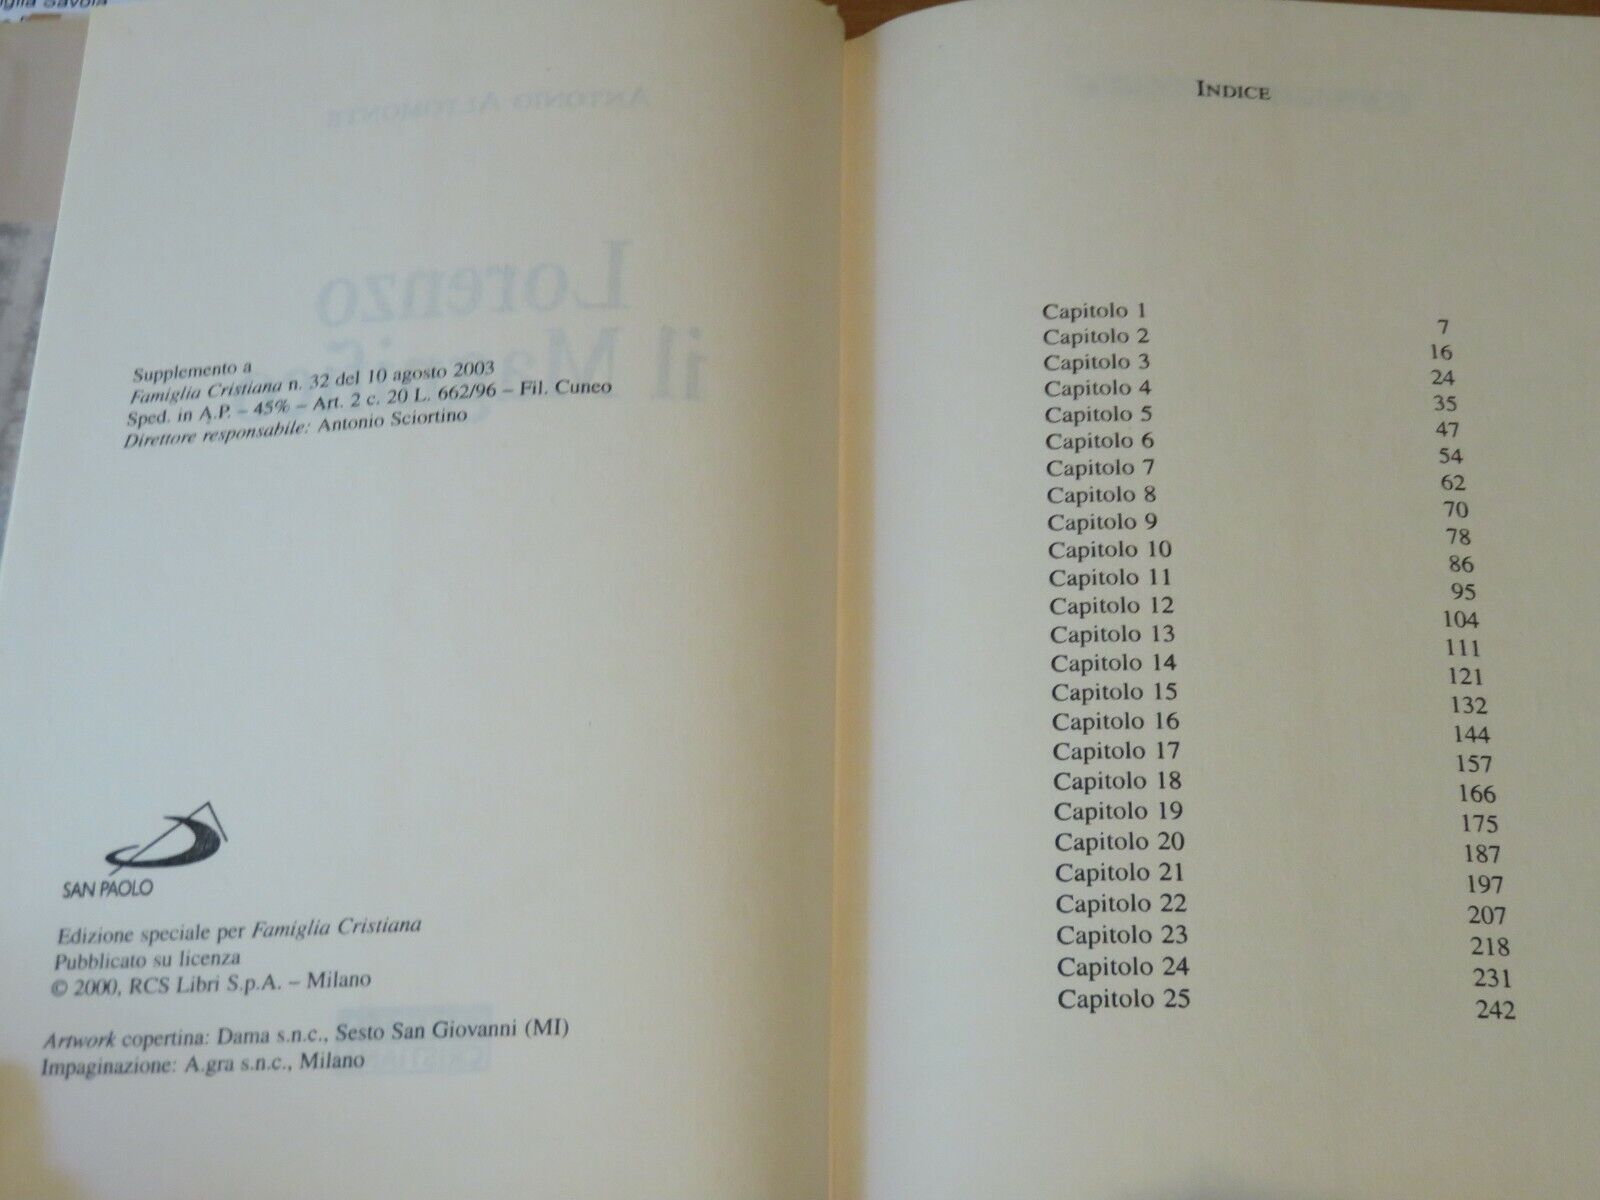 Savoia
ANTONIO ALTOMONTE
Lorenzo
il
Supplemento a
Famiglia Cristiana n. 32 del 10 agosto 2003
Sped. in A.P. – 45% – Art. 2 c. 20 L. 662/96 – Fil. Cuneo
Direttore responsabile: Antonio Sciortino
SAN PAOLO
Edizione speciale per Famiglia Cristiana
Pubblicato su licenza
© 2000, RCS Libri S.p.A. – Milano
Artwork copertina: Dama s.n.c., Sesto San Giovanni (MI)
Impaginazione: A.gra s.n.c., Milano
INDICE
Capitolo 1 7
Capitolo 2 16
Capitolo 3 24
Capitolo 4 35
Capitolo 5 47
Capitolo 6 54
Capitolo 7 62
Capitolo 8 70
Capitolo 9 78
Capitolo 10 86
Capitolo 11 95
Capitolo 12 104
Capitolo 13 111
Capitolo 14 121
Capitolo 15 132
Capitolo 16 144
Capitolo 17 157
Capitolo 18 166
Capitolo 19 175
Capitolo 20 187
Capitolo 21 197
Capitolo 22 207
Capitolo 23 218
Capitolo 24 231
Capitolo 25 242